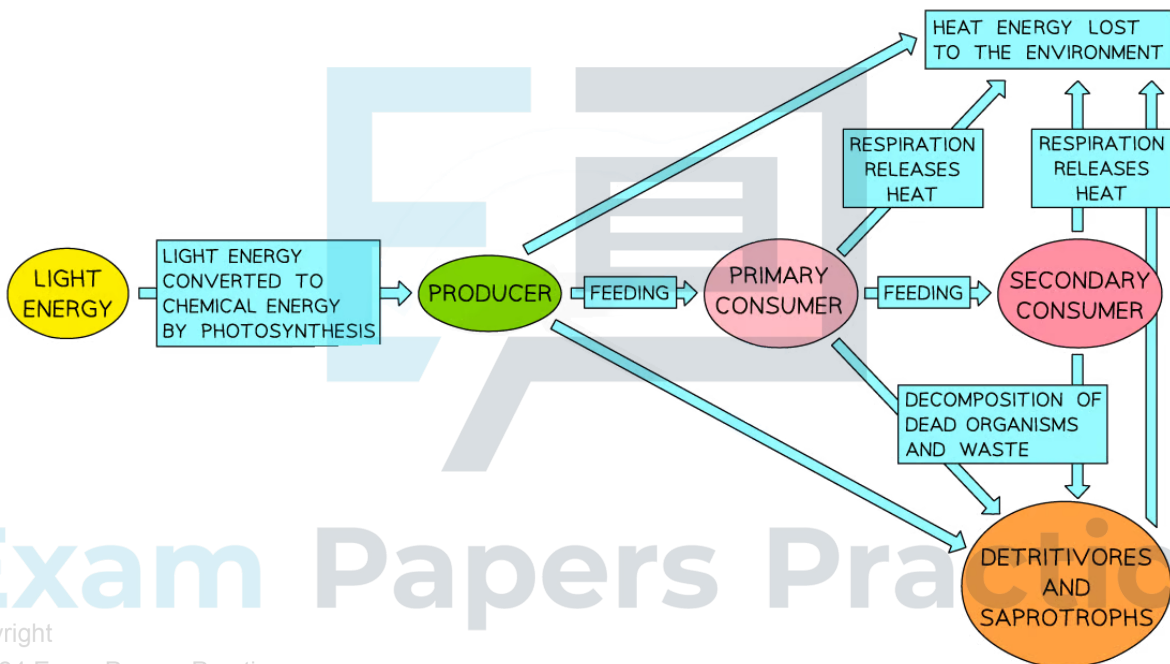 HEAT ENERGY LOST
TO THE ENVIRONMENT
RESPIRATION
RELEASES
HEAT
RESPIRATION
RELEASES
HEAT
LIGHT
ENERGY
LIGHT ENERGY
CONVERTED TO
CHEMICAL ENERGY
BY PHOTOSYNTHESIS
PRODUCER
FEEDING
PRIMARY
CONSUMER
FEEDING
SECONDARY
CONSUMER
DECOMPOSITION OF
DEAD ORGANISMS
AND WASTE
DETRITIVORES
AND
SAPROTROPHS
Exam Papers Practic
yright